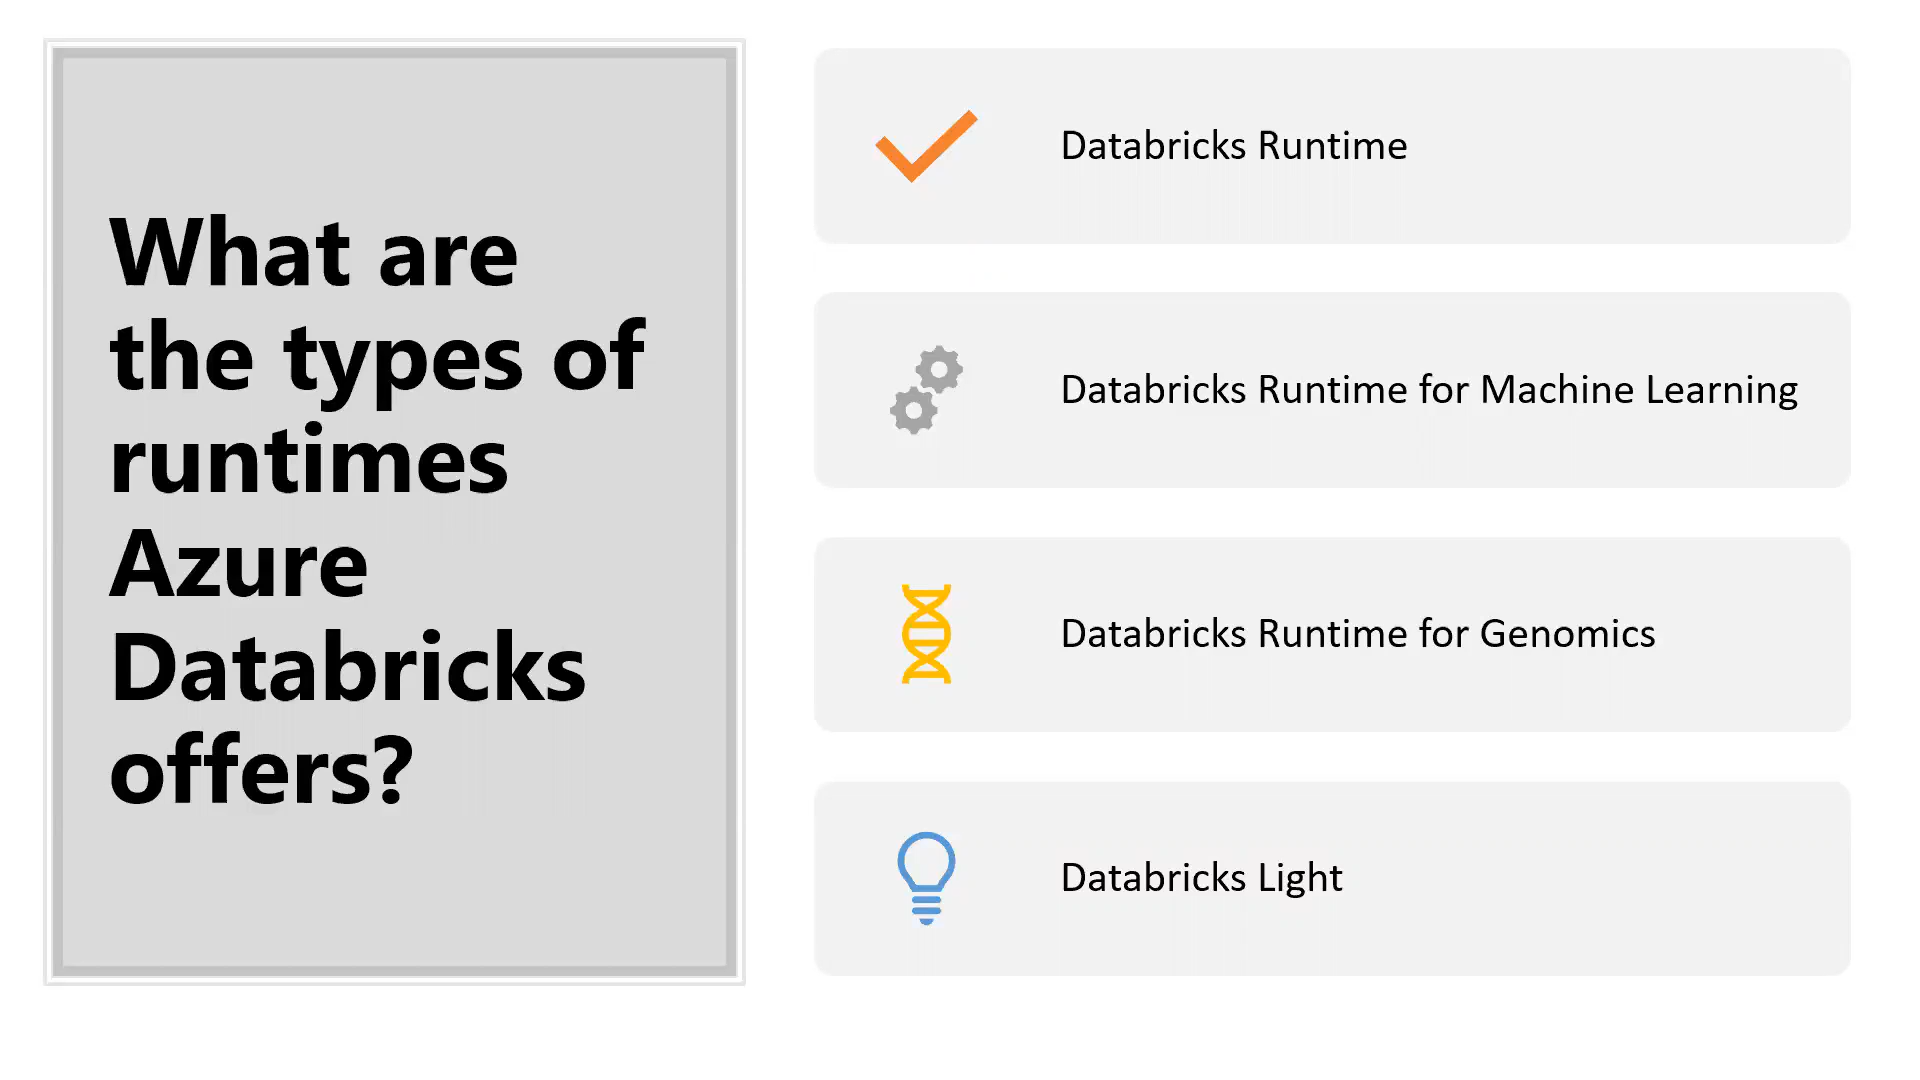 What are
the types of
runtimes
Azure
Databricks
offers?
Databricks Runtime
Databricks Runtime for Machine Learning
Databricks Runtime for Genomics
Databricks Light